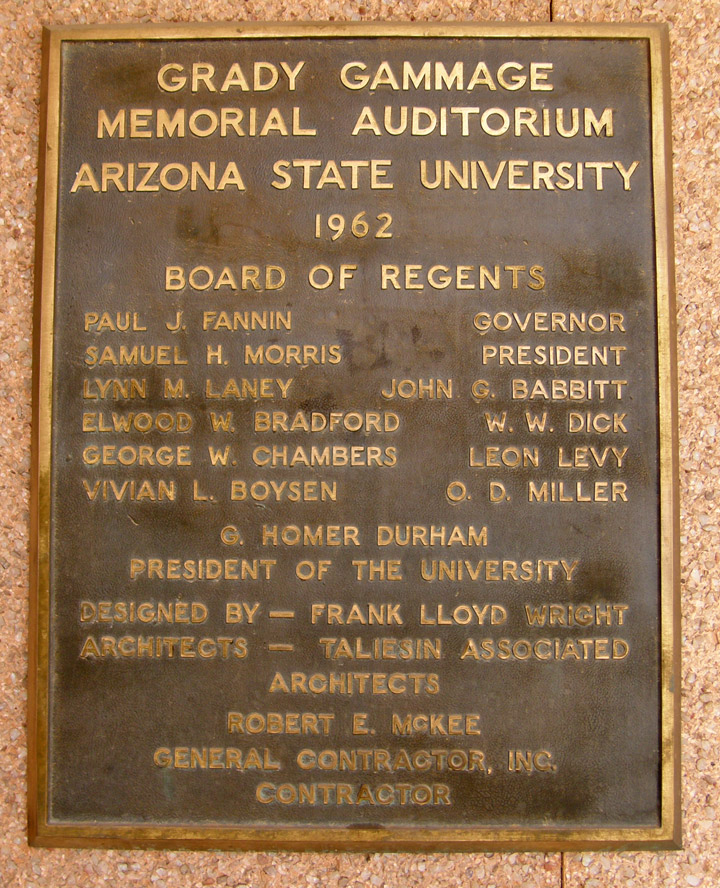 GRADY GAMMAGE
MEMORIAL AUDITORIUM
ARIZONA STATE UNIVERSITY
1962
BOARD OF REGENTS
PAUL J. FANNIN GOVERNOR
SAMUEL H. MORRIS PRESIDENT
LYNN M. LANEY JOHN G. BABBITT
ELWOOD W. BRADFORD W. W. DICK
GEORGE W. CHAMBERS LEON LEVY
VIVIAN L. BOYSEN O. D. MILLER
G. HOMER DURHAM
PRESIDENT OF THE UNIVERSITY
DESIGNED BY — FRANK LLOYD WRIGHT
ARCHITECTS — TALIESIN ASSOCIATED
ARCHITECTS
ROBERT E. McKEE
GENERAL CONTRACTOR, INC.
CONTRACTOR